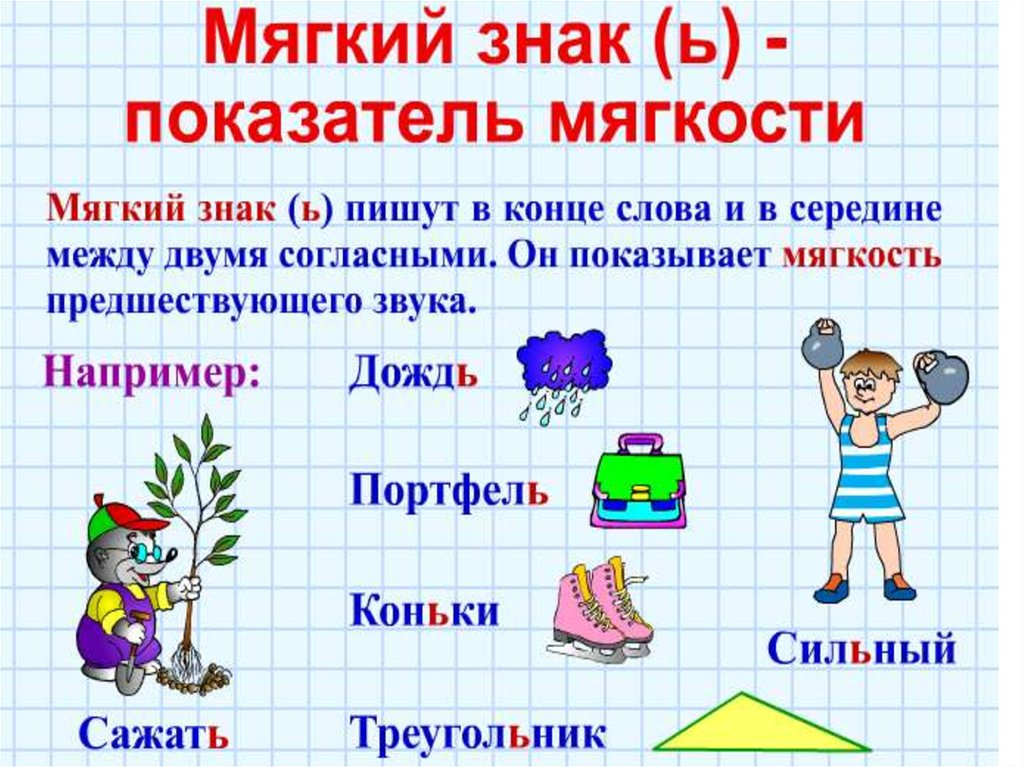 Мягкий знак (ь) -
показатель мягкости
Мягкий знак (ь) пишут в конце слова и в середине
между двумя согласными. Он показывает мягкость
предшествующего звука.
Например:
Дождь
Портфель
Коньки
Сильный
Сажать
Треугольник